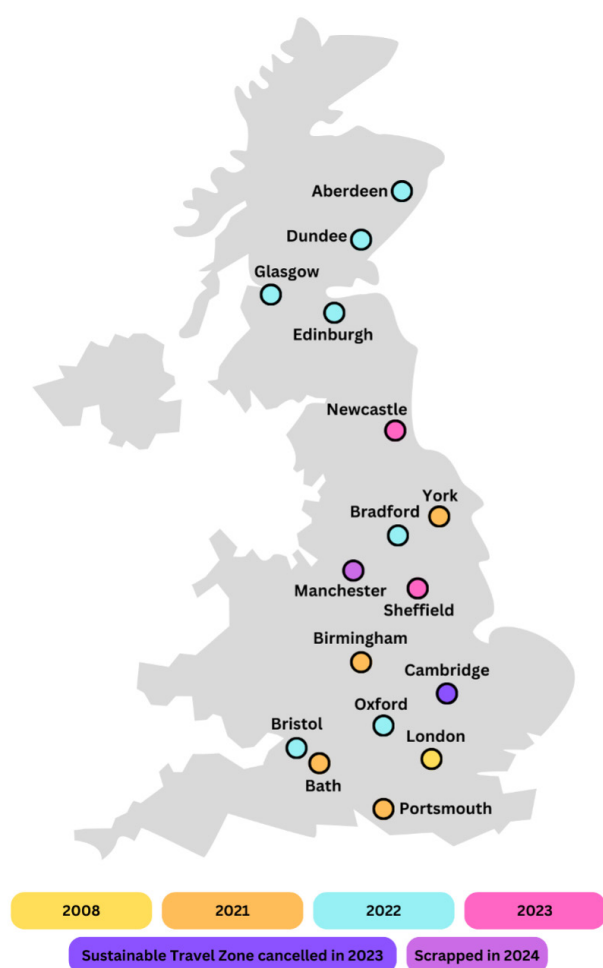 Aberdeen
Dundee
Glasgow
Edinburgh
Newcastle
York
Bradford
Manchester
Sheffield
Birmingham
Cambridge
Oxford
Bristol
London
Bath
Portsmouth
2008
2021
2022
2023
Sustainable Travel Zone cancelled in 2023
Scrapped in 2024